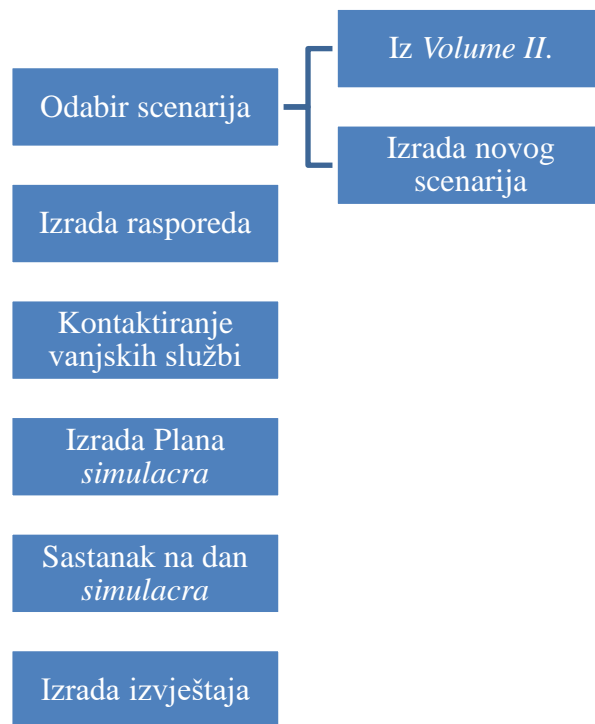 Odabir scenarija
Iz Volume II.
Izrada novog
scenarija
Izrada rasporeda
Kontaktiranje
vanjskih službi
Izrada Plana
simulacra
Sastanak na dan
simulacra
Izrada izvještaja